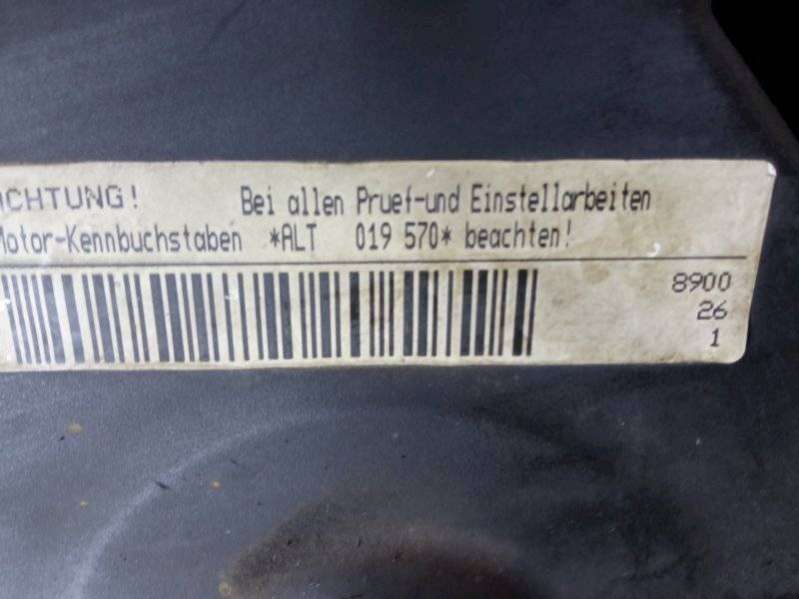 ACHTUNG! Bei allen Pruef-und Einstellarbeiten
Motor-Kennbuchstaben *ALT 019 570* beachten!
8900
26
1